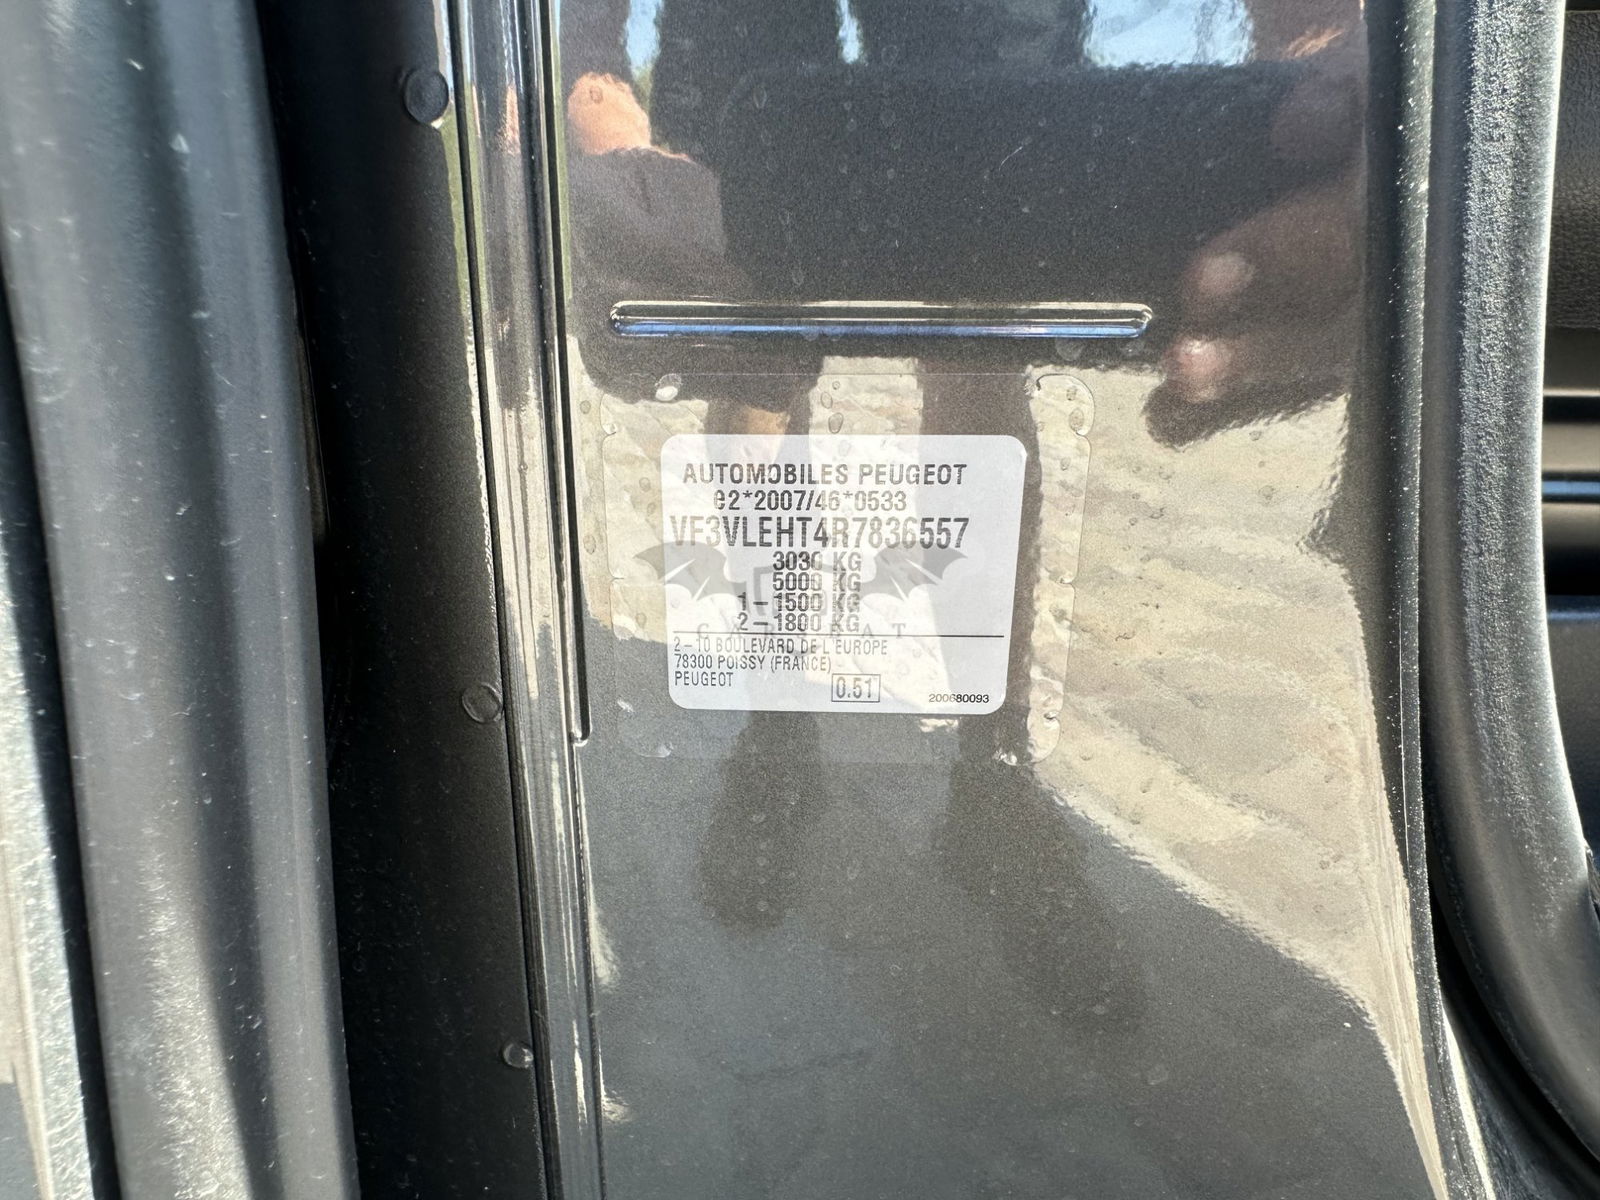 AUTOMOBILES PEUGEOT
e2*2007/46*0533
VF3VLEHT4R7836557
3030 KG
5000 KG
1 - 1500 KG
2 - 1800 KG
2 - 10 BOULEVARD DE L'EUROPE
78300 POISSY (FRANCE)
PEUGEOT
0.51
200680093